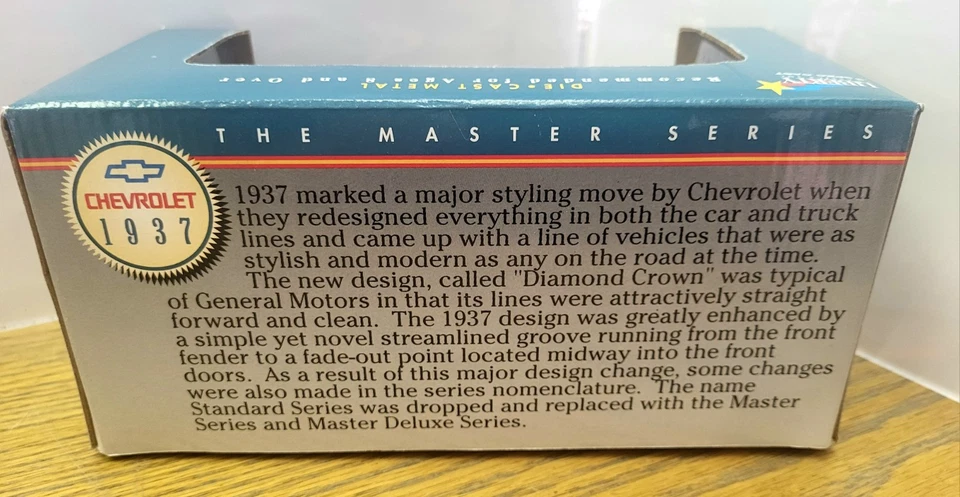 Recommended for Ages 8 and Over
DIE • CAST METAL
THE MASTER SERIES
CHEVROLET
1937
1937 marked a major styling move by Chevrolet when
they redesigned everything in both the car and truck
lines and came up with a line of vehicles that were as
stylish and modern as any on the road at the time.
The new design, called "Diamond Crown" was typical
of General Motors in that its lines were attractively straight
forward and clean. The 1937 design was greatly enhanced by
a simple yet novel streamlined groove running from the front
fender to a fade-out point located midway into the front
doors. As a result of this major design change, some changes
were also made in the series nomenclature. The name
Standard Series was dropped and replaced with the Master
Series and Master Deluxe Series.